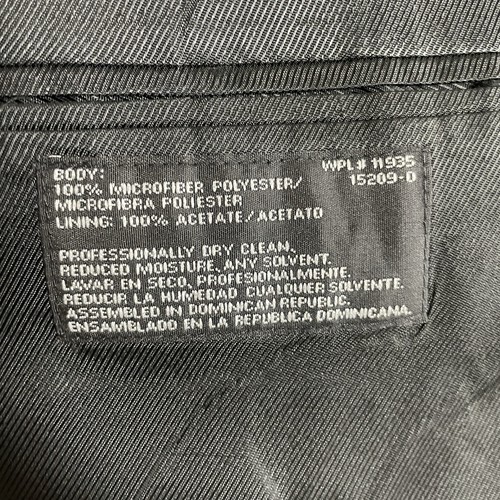 BODY: WPL# 11935
100% MICROFIBER POLYESTER/ 15209-D
MICROFIBRA POLIESTER
LINING: 100% ACETATE/ACETATO
PROFESSIONALLY DRY CLEAN.
REDUCED MOISTURE, ANY SOLVENT.
LAVAR EN SECO, PROFESIONALMENTE.
REDUCIR LA HUMEDAD CUALQUIER SOLVENTE.
ASSEMBLED IN DOMINICAN REPUBLIC.
ENSAMBLADO EN LA REPUBLICA DOMINICANA.